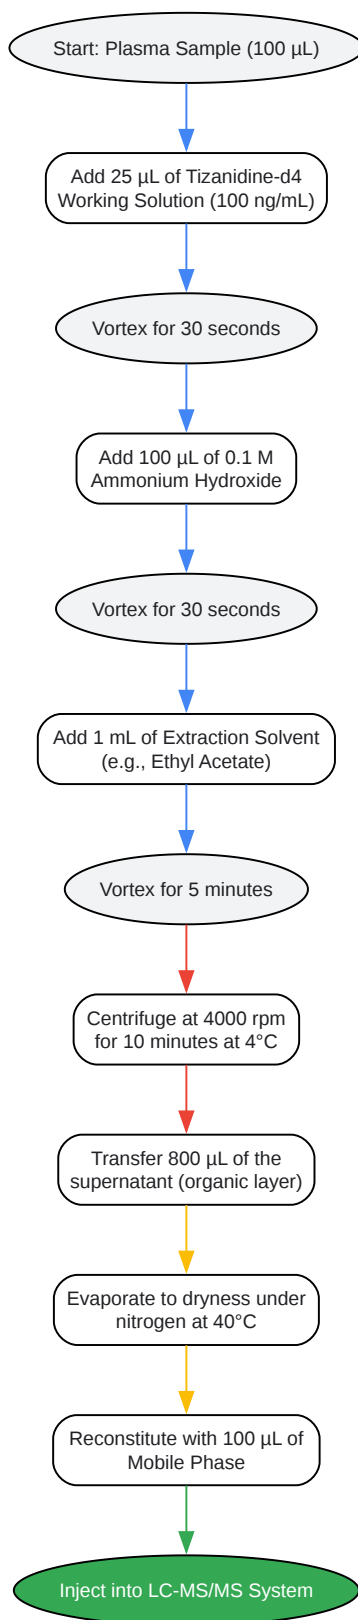 Start: Plasma Sample (100 µL)
Add 25 µL of Tizanidine-d4
Working Solution (100 ng/mL)
Vortex for 30 seconds
Add 100 µL of 0.1 M
Ammonium Hydroxide
Vortex for 30 seconds
Add 1 mL of Extraction Solvent
(e.g., Ethyl Acetate)
Vortex for 5 minutes
Centrifuge at 4000 rpm
for 10 minutes at 4°C
Transfer 800 µL of the
supernatant (organic layer)
Evaporate to dryness under
nitrogen at 40°C
Reconstitute with 100 µL of
Mobile Phase
Inject into LC-MS/MS System